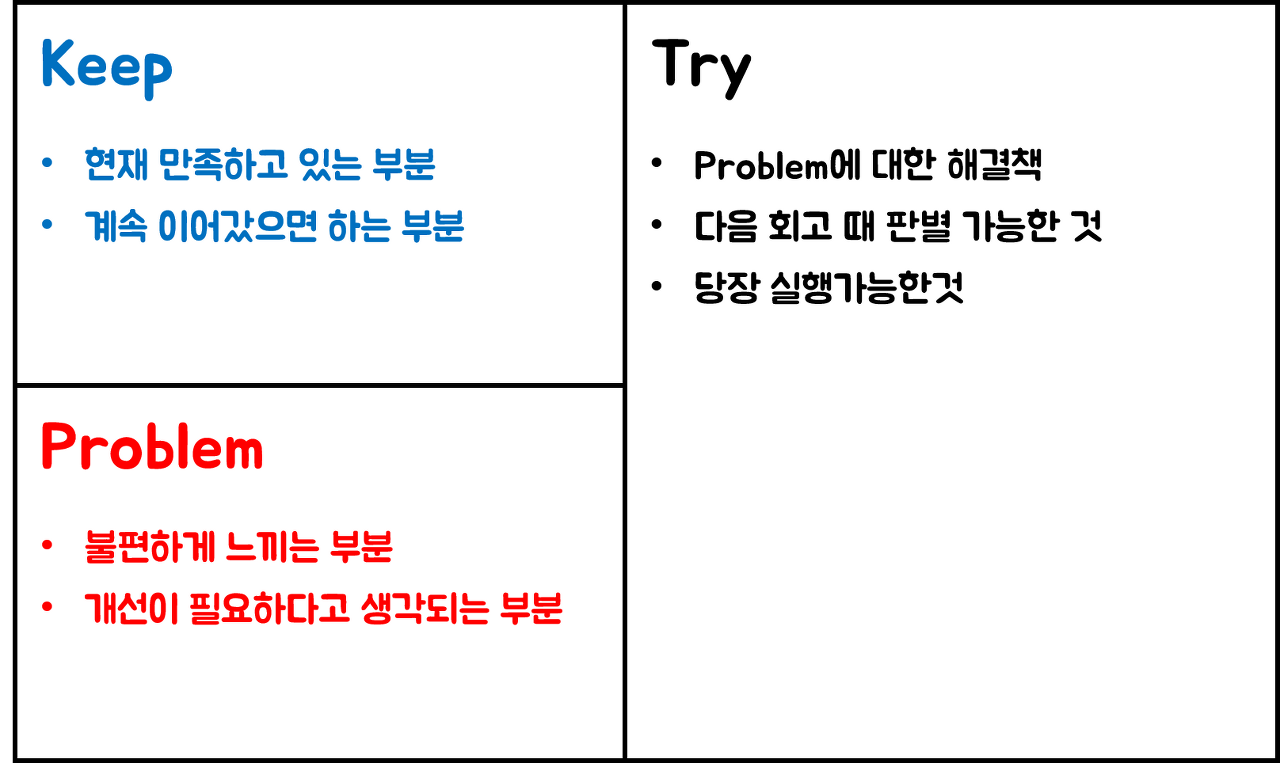 Keep
• 현재 만족하고 있는 부분
• 계속 이어갔으면 하는 부분
Problem
• 불편하게 느끼는 부분
• 개선이 필요하다고 생각되는 부분
Try
• Problem에 대한 해결책
• 다음 회고 때 판별 가능한 것
• 당장 실행가능한것